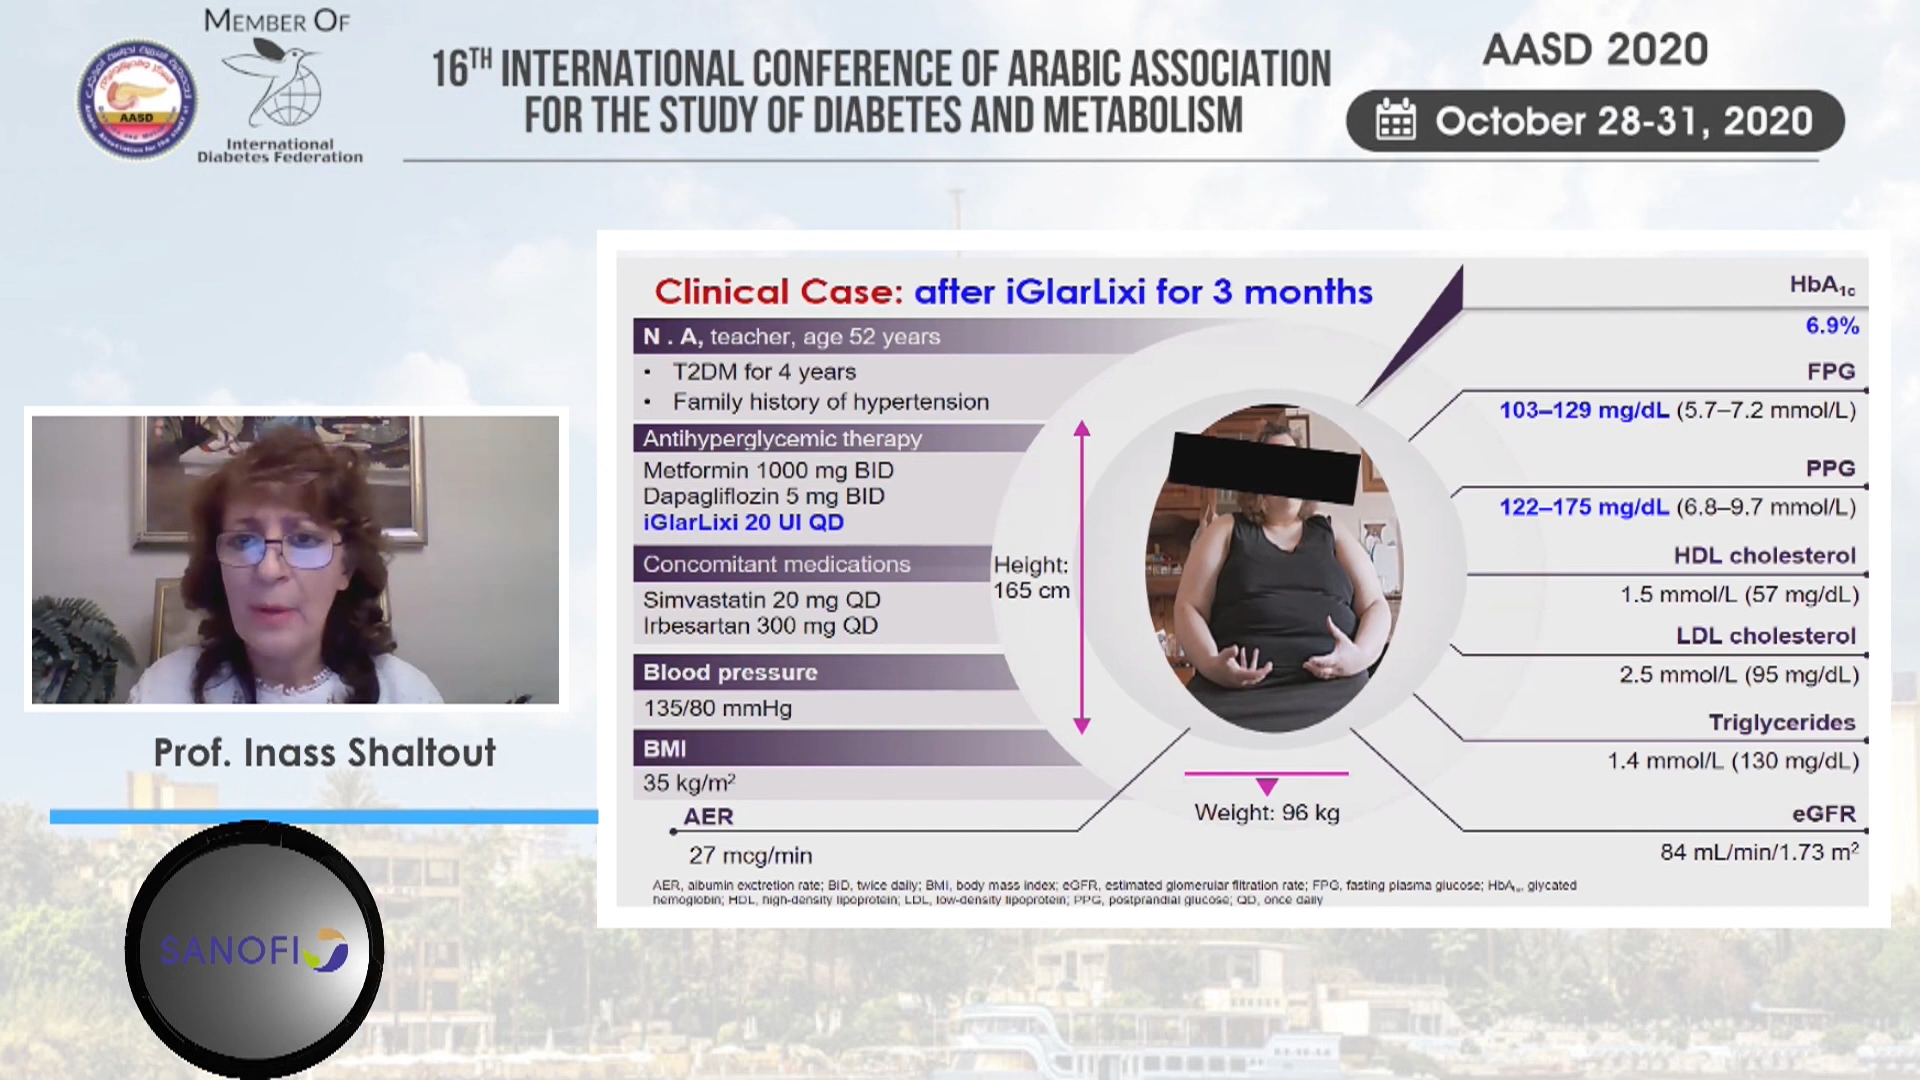 MEMBER OF
AASD
International
Diabetes Federation
16TH INTERNATIONAL CONFERENCE OF ARABIC ASSOCIATION
FOR THE STUDY OF DIABETES AND METABOLISM
AASD 2020
October 28-31, 2020
Prof. Inass Shaltout
SANOFI
Clinical Case: after iGlarLixi for 3 months
N . A, teacher, age 52 years
• T2DM for 4 years
• Family history of hypertension
Antihyperglycemic therapy
Metformin 1000 mg BID
Dapagliflozin 5 mg BID
iGlarLixi 20 UI QD
Concomitant medications
Simvastatin 20 mg QD
Irbesartan 300 mg QD
Blood pressure
135/80 mmHg
BMI
35 kg/m²
AER
27 mcg/min
Height:
165 cm
Weight: 96 kg
HbA1c
6.9%
FPG
103–129 mg/dL (5.7–7.2 mmol/L)
PPG
122–175 mg/dL (6.8–9.7 mmol/L)
HDL cholesterol
1.5 mmol/L (57 mg/dL)
LDL cholesterol
2.5 mmol/L (95 mg/dL)
Triglycerides
1.4 mmol/L (130 mg/dL)
eGFR
84 mL/min/1.73 m²
AER, albumin exctretion rate; BID, twice daily; BMI, body mass index; eGFR, estimated glomerular filtration rate; FPG, fasting plasma glucose; HbA1c, glycated
hemoglobin; HDL, high-density lipoprotein; LDL, low-density lipoprotein; PPG, postprandial glucose; QD, once daily